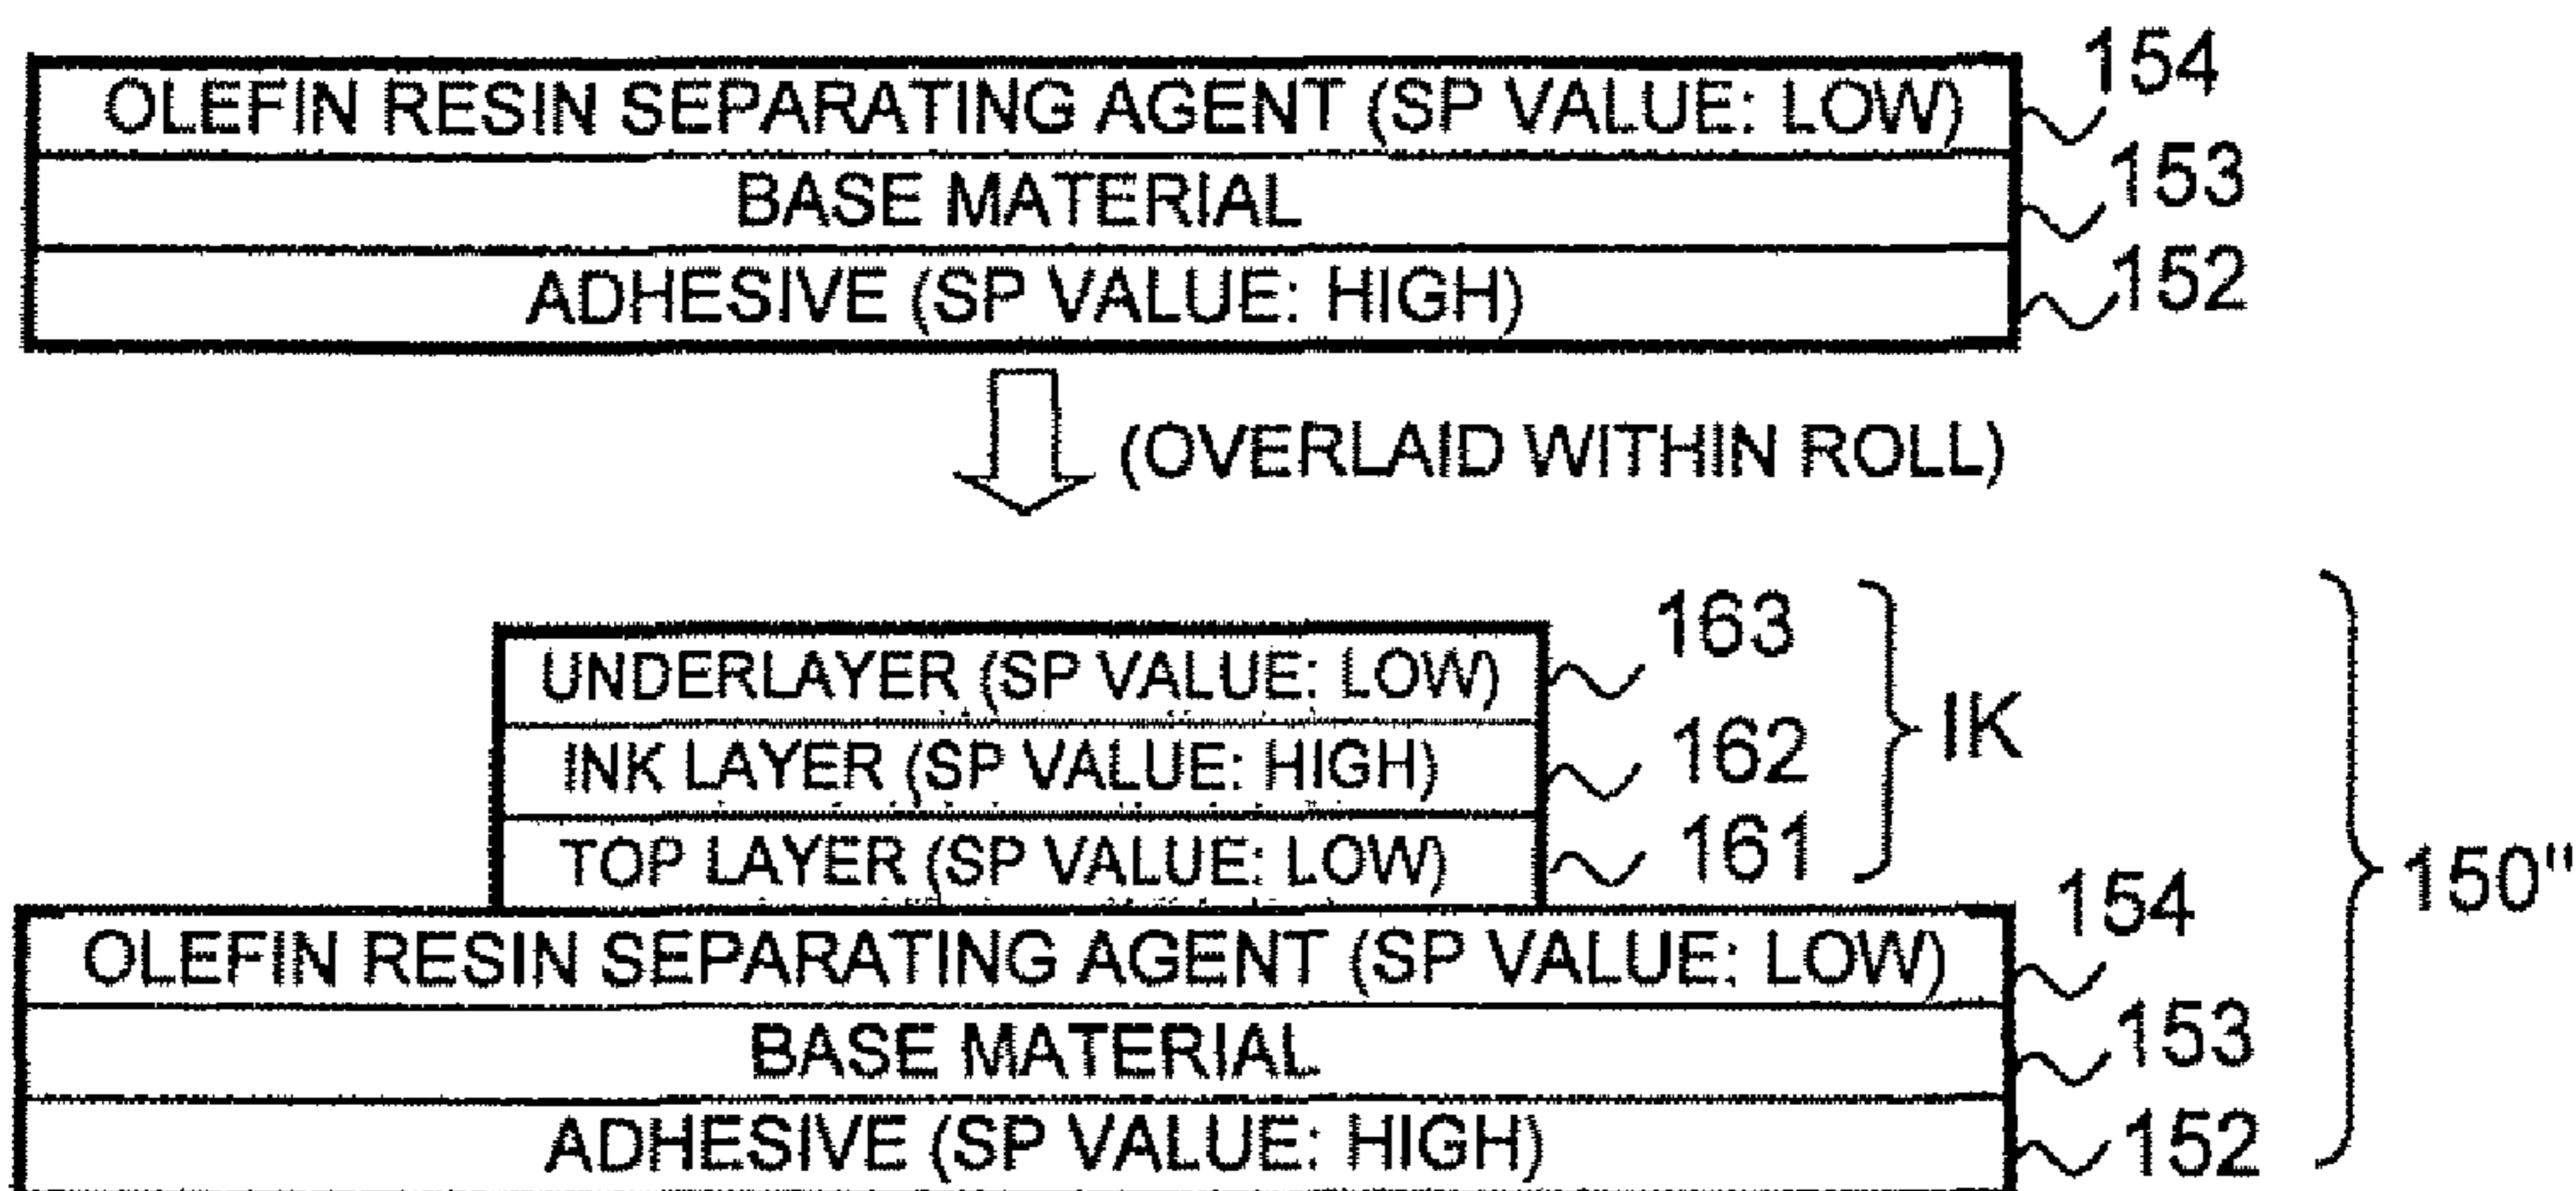 OLEFIN RESIN SEPARATING AGENT (SP VALUE: LOW) 154
BASE MATERIAL 153
ADHESIVE (SP VALUE: HIGH) 152
(OVERLAID WITHIN ROLL)
UNDERLAYER (SP VALUE: LOW) 163
INK LAYER (SP VALUE: HIGH) 162
IK
TOP LAYER (SP VALUE: LOW) 161
150"
OLEFIN RESIN SEPARATING AGENT (SP VALUE: LOW) 154
BASE MATERIAL 153
ADHESIVE (SP VALUE: HIGH) 152